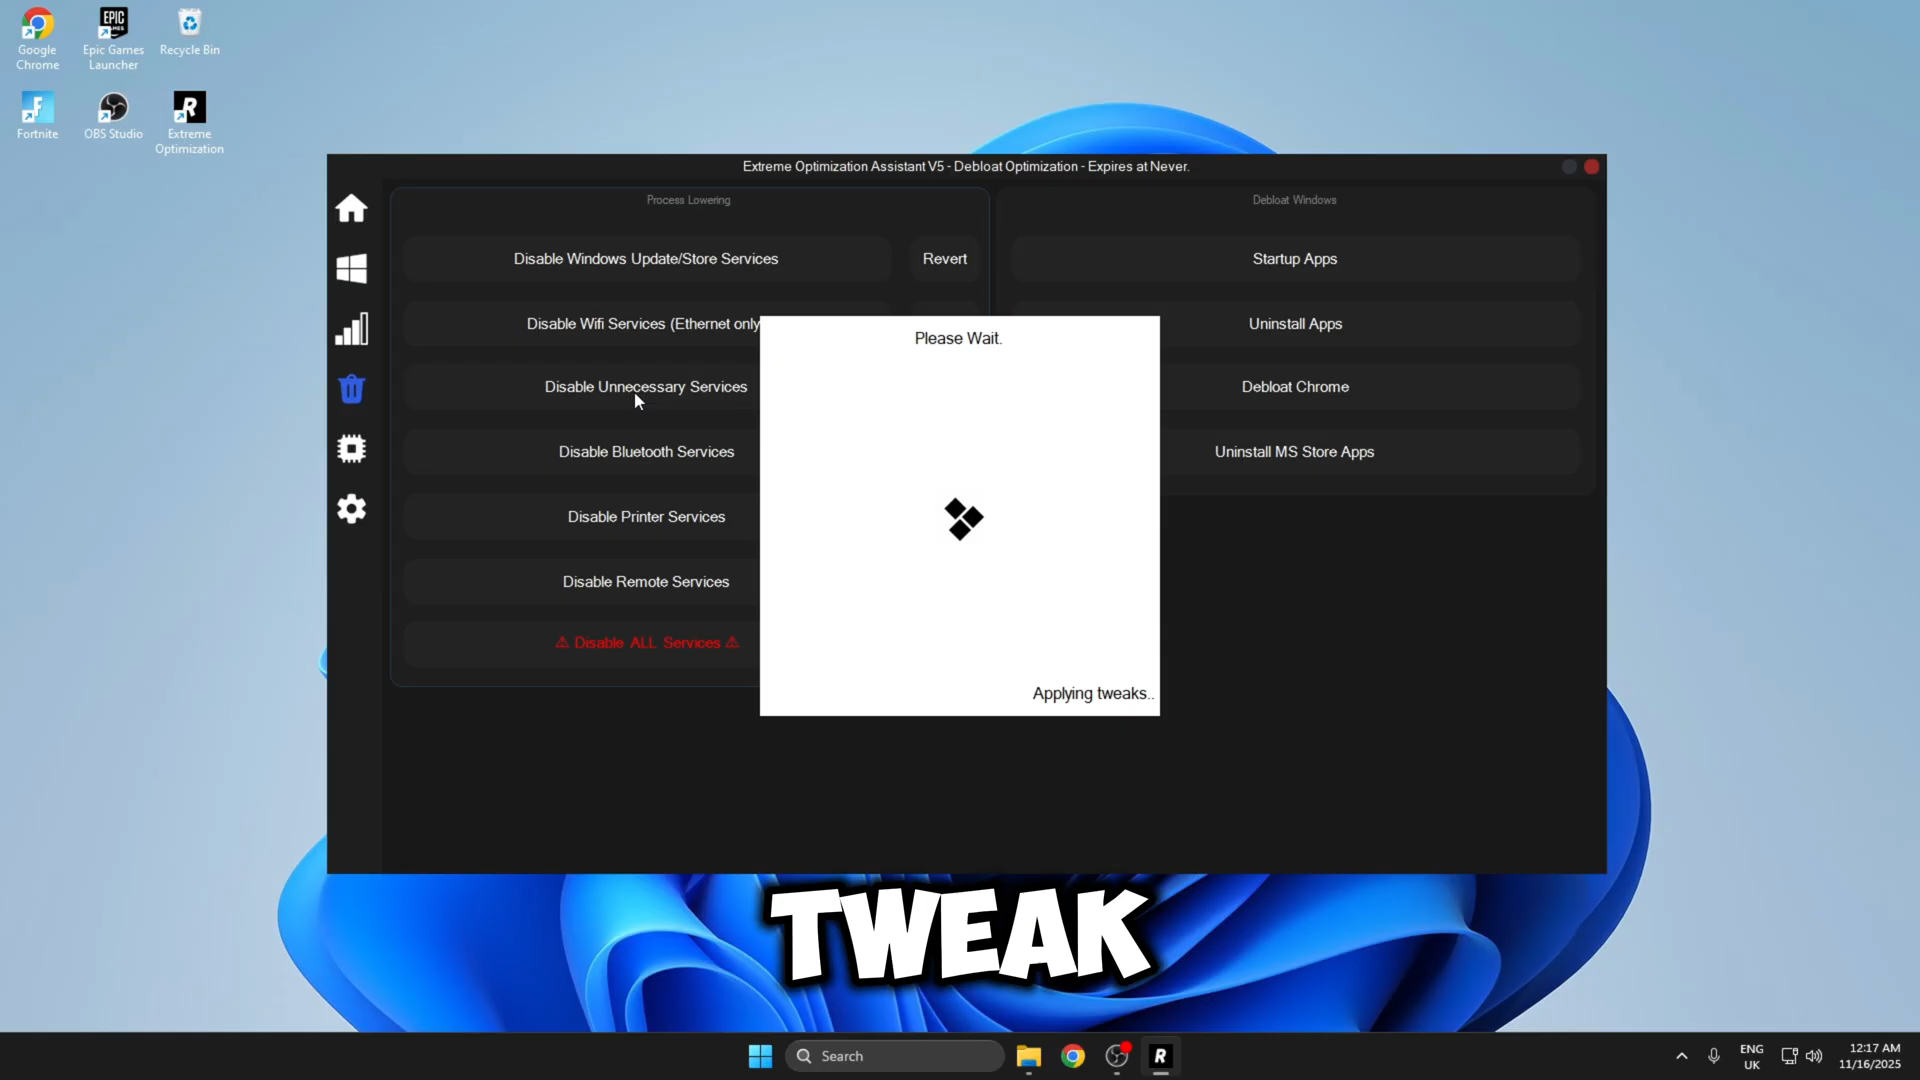 Google
Chrome
Epic Games
Launcher
Recycle Bin
Fortnite
OBS Studio
Extreme
Optimization
EPIC
GAMES
Extreme Optimization Assistant V5 - Debloat Optimization - Expires at Never.
Process Lowering
Disable Windows Update/Store Services
Revert
Disable Wifi Services (Ethernet only
Disable Unnecessary Services
Disable Bluetooth Services
Disable Printer Services
Disable Remote Services
⚠ Disable ALL Services ⚠
Debloat Windows
Startup Apps
Uninstall Apps
Debloat Chrome
Uninstall MS Store Apps
Please Wait.
Applying tweaks..
TWEAK
Search
ENG
UK
12:17 AM
11/16/2025